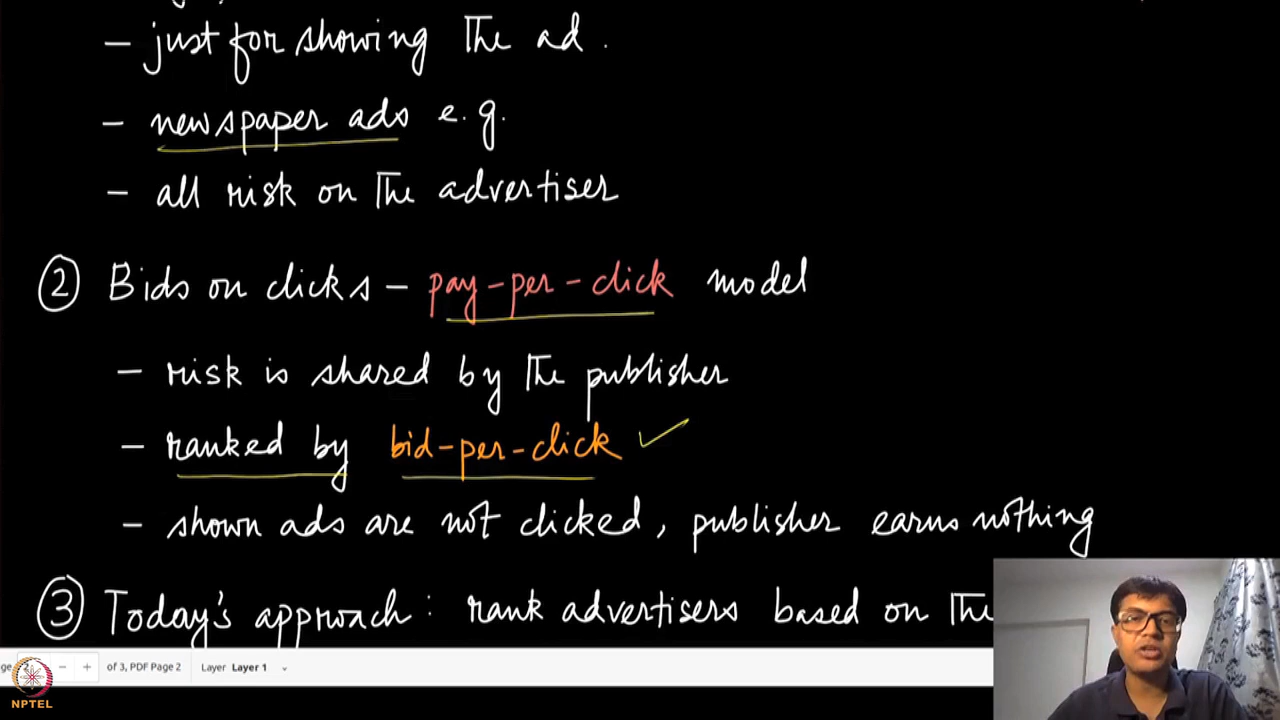 – just for showing the ad .
– newspaper ads e.g.
– all risk on the advertiser
② Bids on clicks – pay-per-click model
– risk is shared by the publisher
– ranked by bid-per-click ✓
– shown ads are not clicked, publisher earns nothing
③ Today's approach : rank advertisers based on the
ge of 3, PDF Page 2 Layer Layer 1
NPTEL